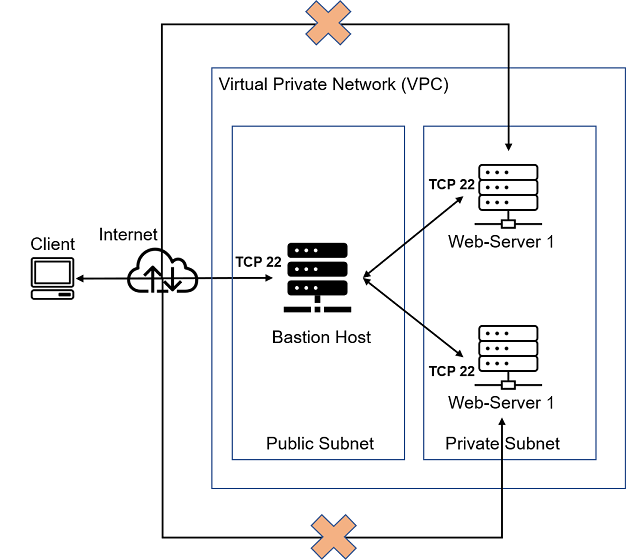 Virtual Private Network (VPC)
TCP 22
Web-Server 1
Internet
Client
TCP 22
Bastion Host
TCP 22
Web-Server 1
Public Subnet
Private Subnet